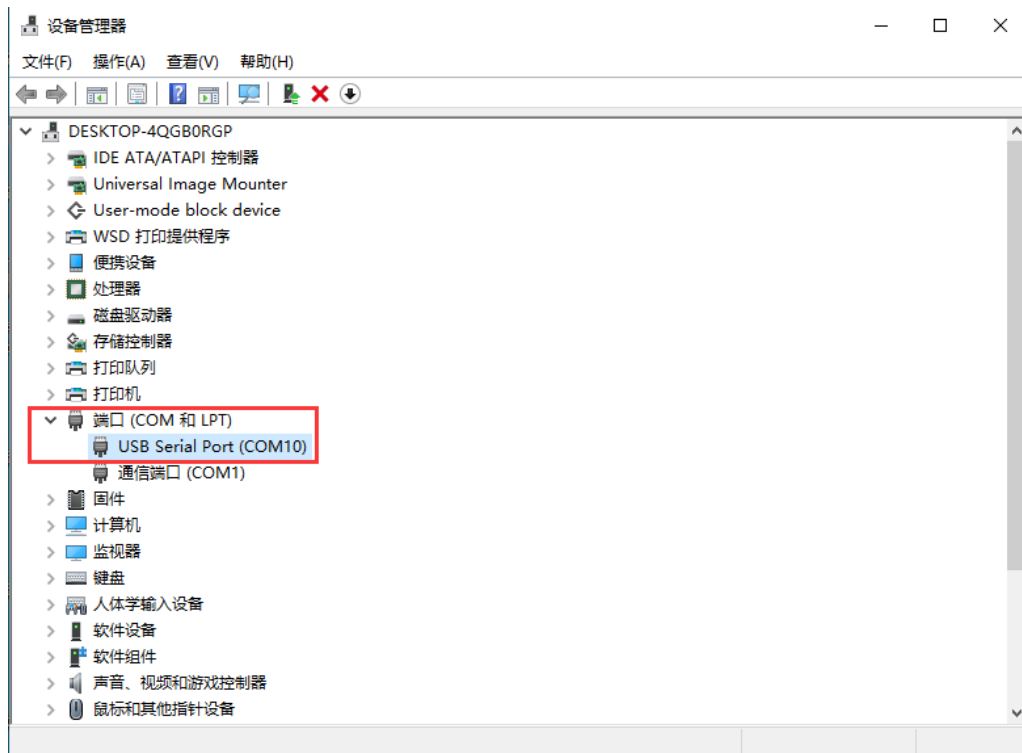 设备管理器
文件(F) 操作(A) 查看(V) 帮助(H)
DESKTOP-4QGB0RGP
IDE ATA/ATAPI 控制器
Universal Image Mounter
User-mode block device
WSD 打印提供程序
便携设备
处理器
磁盘驱动器
存储控制器
打印队列
打印机
端口 (COM 和 LPT)
USB Serial Port (COM10)
通信端口 (COM1)
固件
计算机
监视器
键盘
人体学输入设备
软件设备
软件组件
声音、视频和游戏控制器
鼠标和其他指针设备